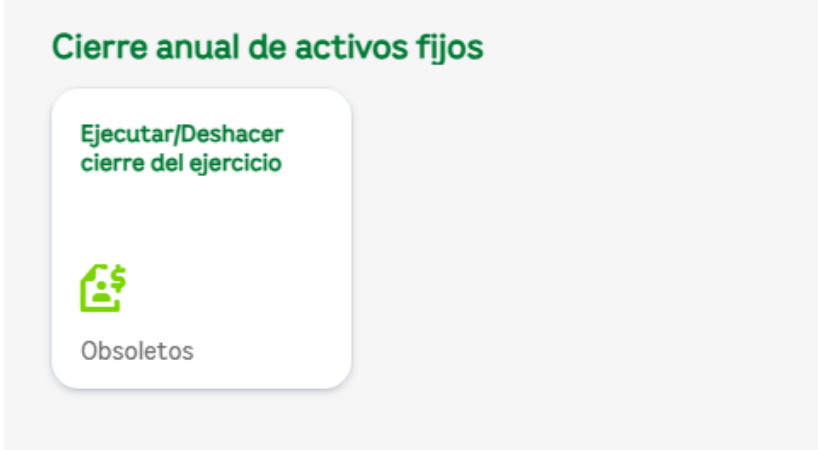 Cierre anual de activos fijos
Ejecutar/Deshacer
cierre del ejercicio
$
Obsoletos